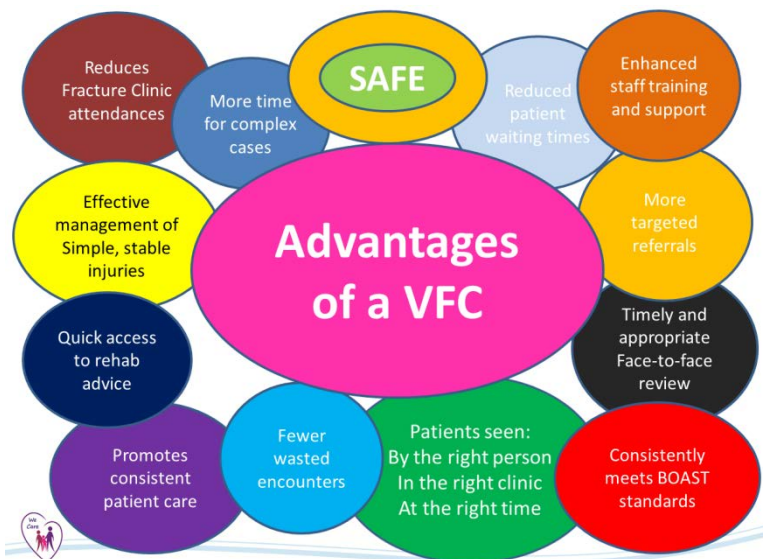 Reduces
Fracture Clinic
attendances
More time
for complex
cases
SAFE
Reduced
patient
waiting times
Enhanced
staff training
and support
Effective
management of
Simple, stable
injuries
Advantages
of a VFC
More
targeted
referrals
Quick access
to rehab
advice
Timely and
appropriate
Face-to-face
review
Promotes
consistent
patient care
Fewer
wasted
encounters
Patients seen:
By the right person
In the right clinic
At the right time
Consistently
meets BOAST
standards
We
Care